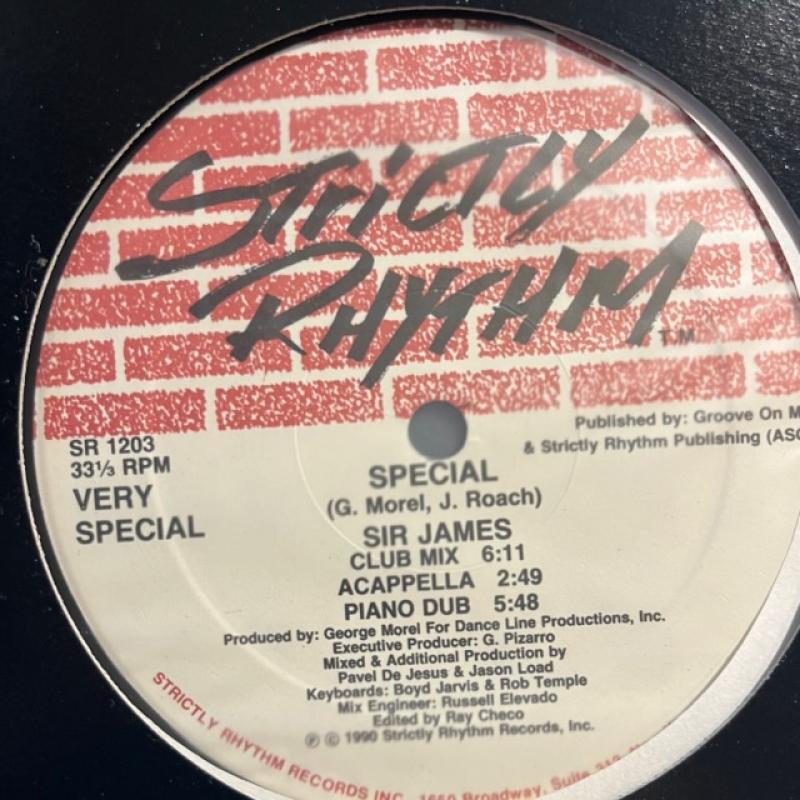 STRICTLY
RHYTHM
T.M.
Published by: Groove On
& Strictly Rhythm Publishing
SR 1203
33⅓ RPM
VERY
SPECIAL
SPECIAL
(G. Morel, J. Roach)
SIR JAMES
CLUB MIX 6:11
ACAPPELLA 2:49
PIANO DUB 5:48
Produced by: George Morel For Dance Line Productions, Inc.
Executive Producer: G. Pizarro
Mixed & Additional Production by
Pavel De Jesus & Jason Load
Keyboards: Boyd Jarvis & Rob Temple
Mix Engineer: Russell Elevado
Edited by Ray Checo
℗ © 1990 Strictly Rhythm Records, Inc.
STRICTLY RHYTHM RECORDS INC. 1650 Broadway, Suite